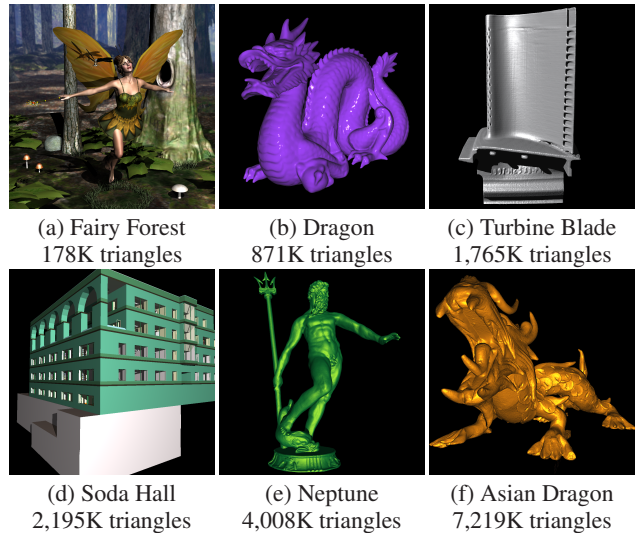 (a) Fairy Forest
178K triangles
(b) Dragon
871K triangles
(c) Turbine Blade
1,765K triangles
(d) Soda Hall
2,195K triangles
(e) Neptune
4,008K triangles
(f) Asian Dragon
7,219K triangles